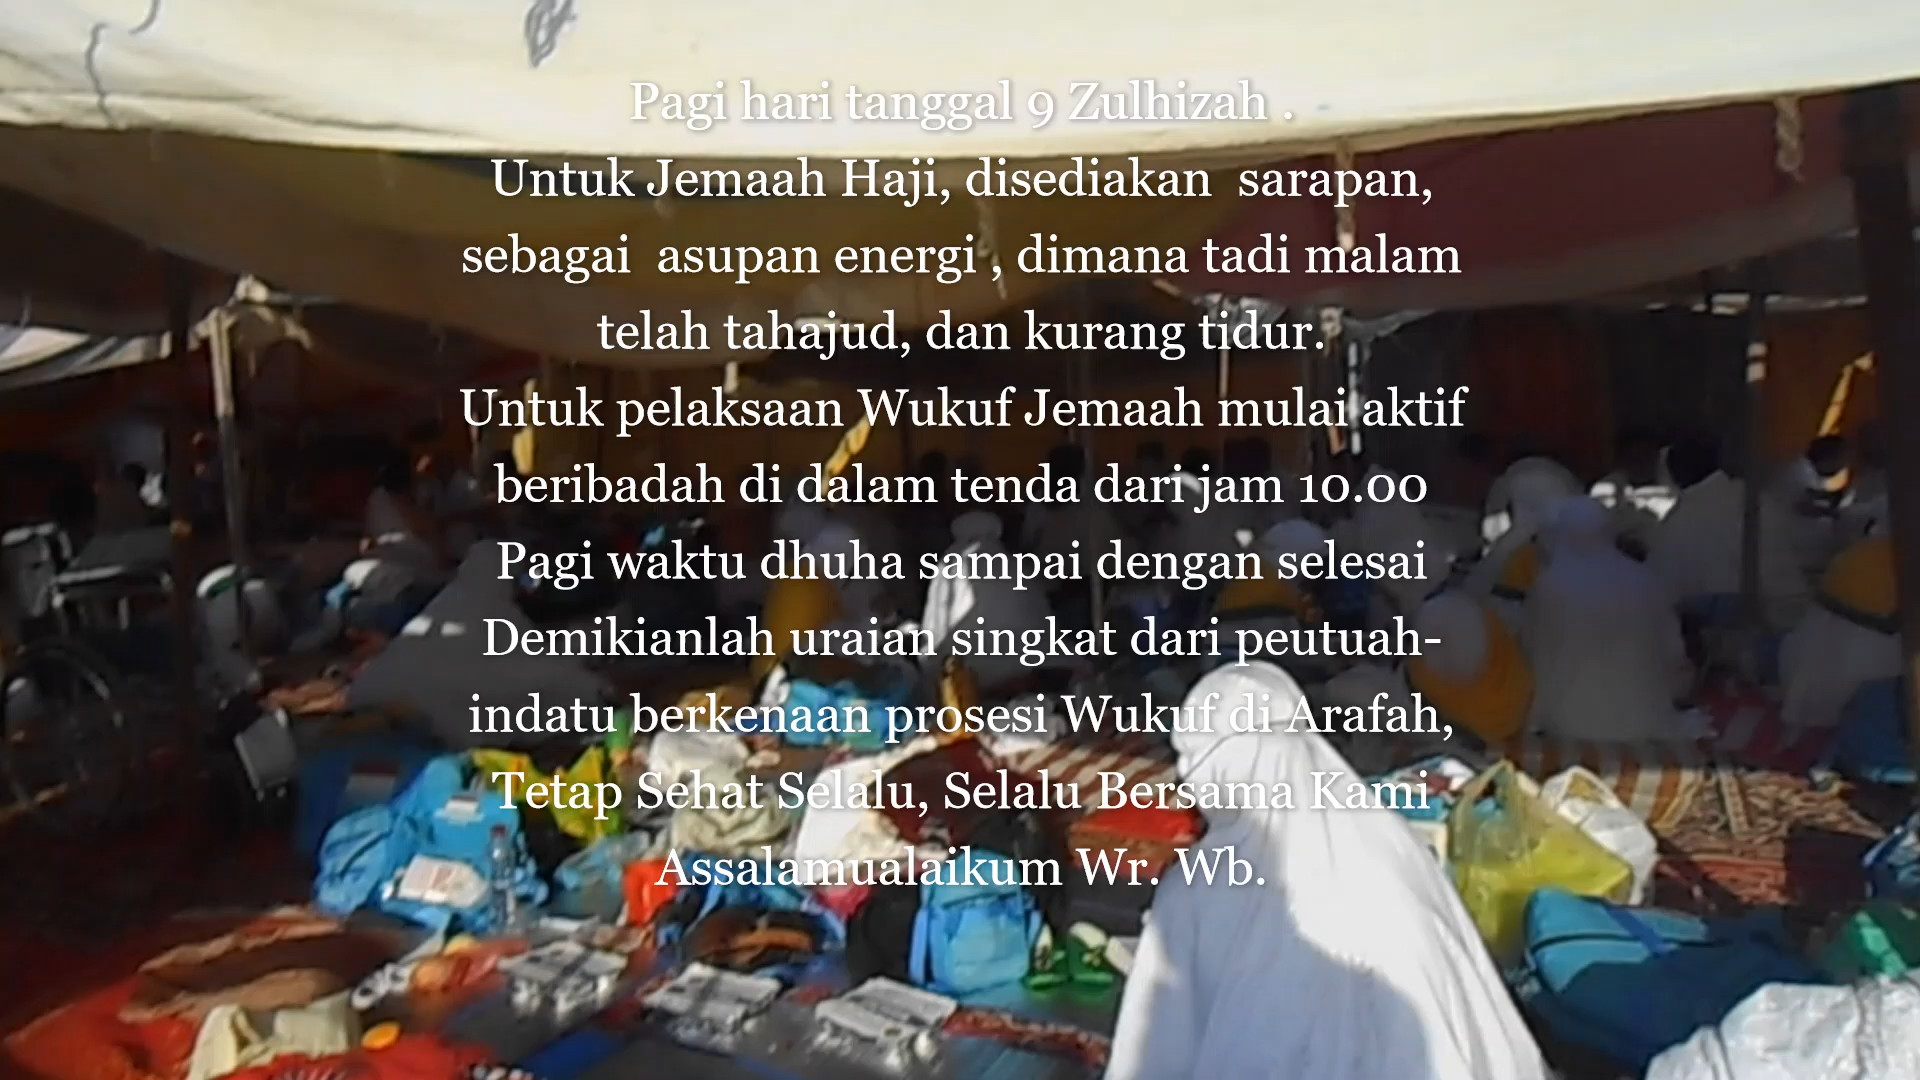 Pagi hari tanggal 9 Zulhizah .
Untuk Jemaah Haji, disediakan  sarapan,
sebagai  asupan energi , dimana tadi malam
telah tahajud, dan kurang tidur.
Untuk pelaksaan Wukuf Jemaah mulai aktif
beribadah di dalam tenda dari jam 10.00
Pagi waktu dhuha sampai dengan selesai
Demikianlah uraian singkat dari peutuah-
indatu berkenaan prosesi Wukuf di Arafah,
Tetap Sehat Selalu, Selalu Bersama Kami
Assalamualaikum Wr. Wb.